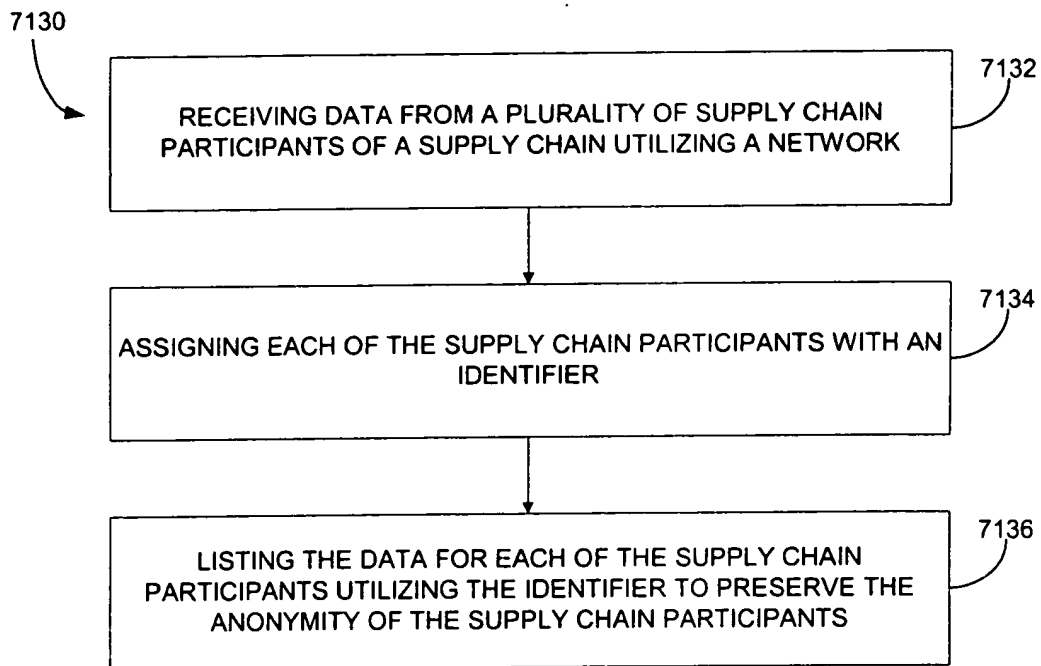 7130
7132
RECEIVING DATA FROM A PLURALITY OF SUPPLY CHAIN
PARTICIPANTS OF A SUPPLY CHAIN UTILIZING A NETWORK
7134
ASSIGNING EACH OF THE SUPPLY CHAIN PARTICIPANTS WITH AN
IDENTIFIER
7136
LISTING THE DATA FOR EACH OF THE SUPPLY CHAIN
PARTICIPANTS UTILIZING THE IDENTIFIER TO PRESERVE THE
ANONYMITY OF THE SUPPLY CHAIN PARTICIPANTS